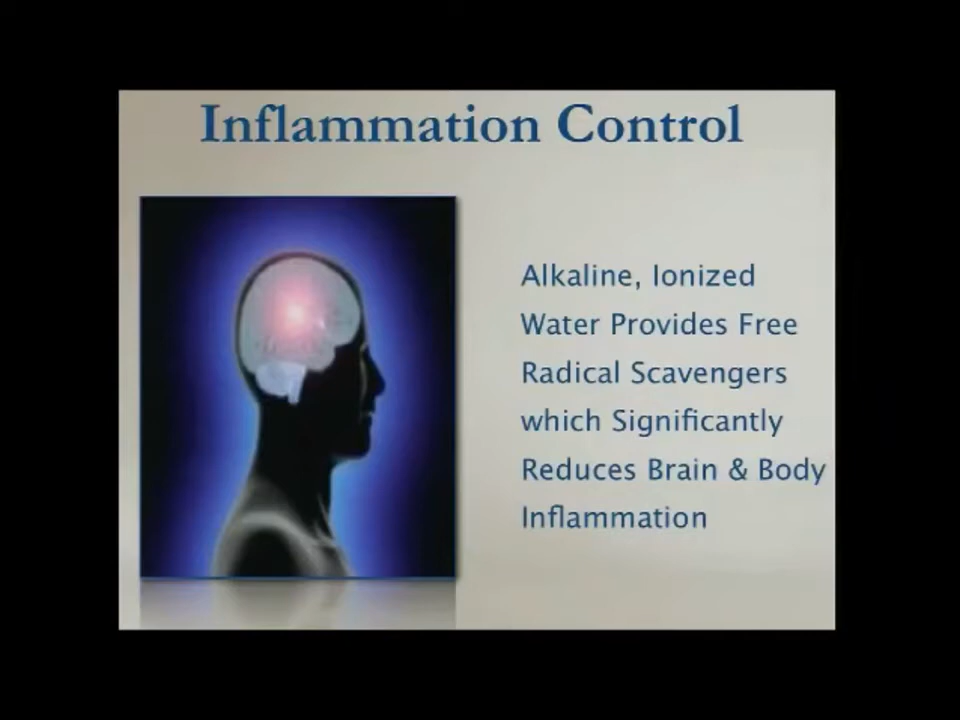 Inflammation Control
Alkaline, Ionized
Water Provides Free
Radical Scavengers
which Significantly
Reduces Brain & Body
Inflammation